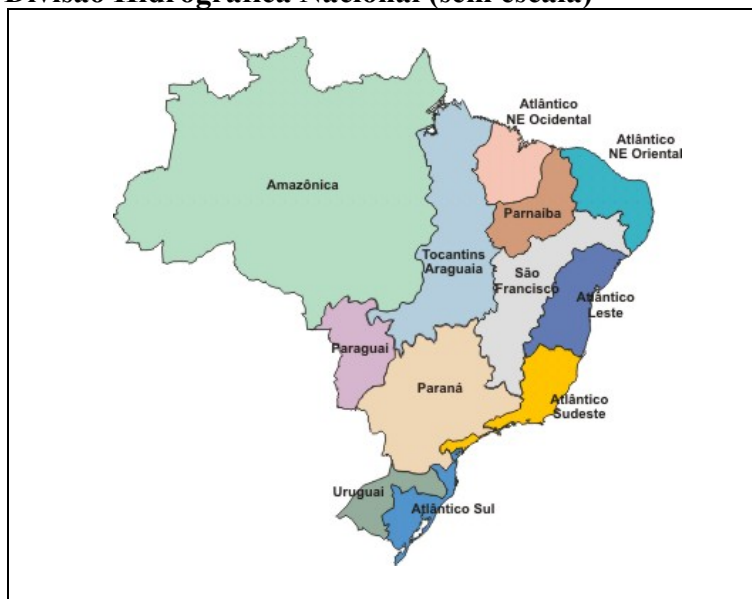 Divisão Hidrográfica Nacional (sem escala)
Atlântico
NE Ocidental
Atlântico
NE Oriental
Amazônica
Parnaíba
Tocantins
Araguaia
São
Francisco
Atlântico
Leste
Paraguai
Paraná
Atlântico
Sudeste
Uruguai
Atlântico Sul